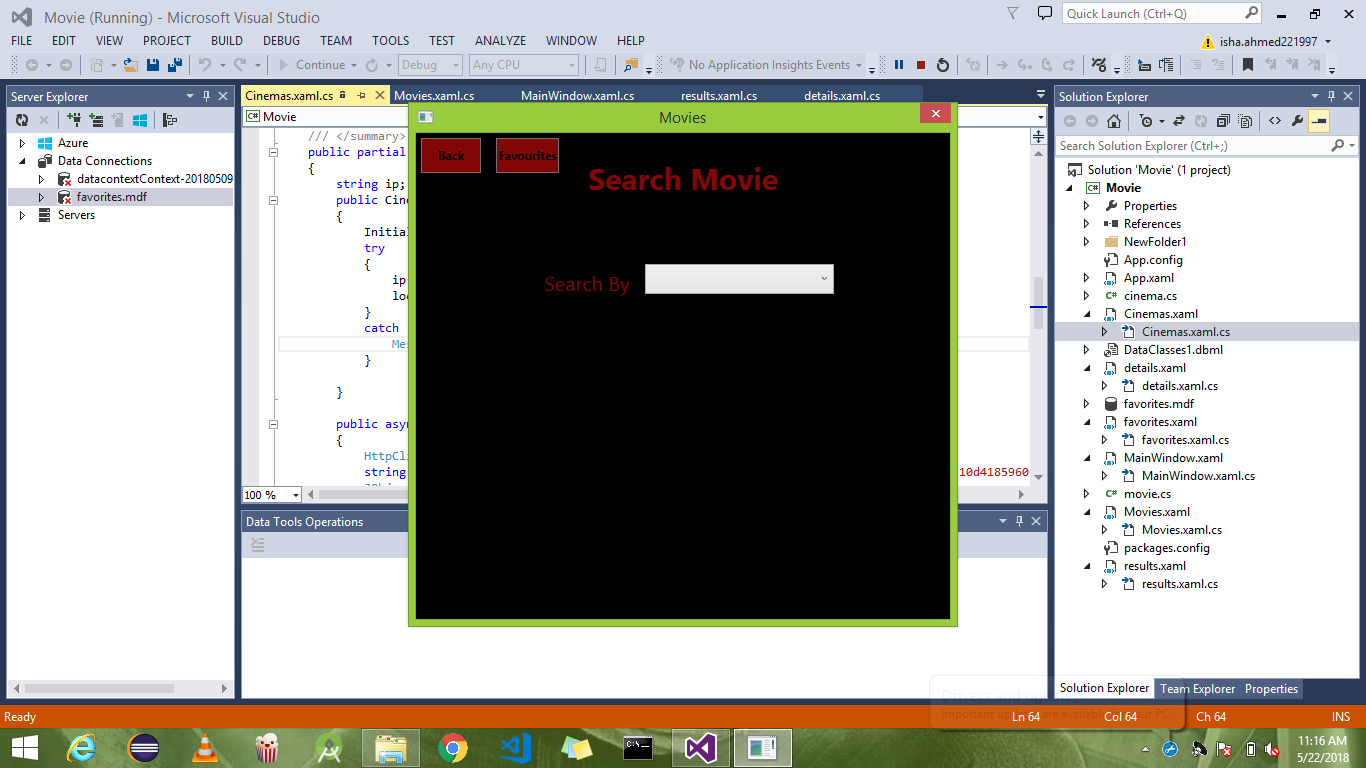 Movie (Running) - Microsoft Visual Studio
Quick Launch (Ctrl+Q)
FILE EDIT VIEW PROJECT BUILD DEBUG TEAM TOOLS TEST ANALYZE WINDOW HELP
isha.ahmed221997
Continue Debug Any CPU No Application Insights Events
Server Explorer
Azure
Data Connections
datacontextContext-20180509
favorites.mdf
Servers
Cinemas.xaml.cs Movies.xaml.cs MainWindow.xaml.cs results.xaml.cs details.xaml.cs
C# Movie
/// </summary>
public partial
{
string ip;
public Cine
{
Initial
try
{
ip
loc
}
catch
Mes
}
}
public asyn
{
HttpCli
string 10d4185960
100 %
Movies
Back
Favourites
Search Movie
Search By
Data Tools Operations
Solution Explorer
Search Solution Explorer (Ctrl+;)
Solution 'Movie' (1 project)
C# Movie
Properties
References
NewFolder1
App.config
App.xaml
C# cinema.cs
Cinemas.xaml
Cinemas.xaml.cs
DataClasses1.dbml
details.xaml
details.xaml.cs
favorites.mdf
favorites.xaml
favorites.xaml.cs
MainWindow.xaml
MainWindow.xaml.cs
C# movie.cs
Movies.xaml
Movies.xaml.cs
packages.config
results.xaml
results.xaml.cs
Solution Explorer Team Explorer Properties
Drivers and updates
Ready
Ln 64 Col 64 Ch 64 INS
11:16 AM
5/22/2018